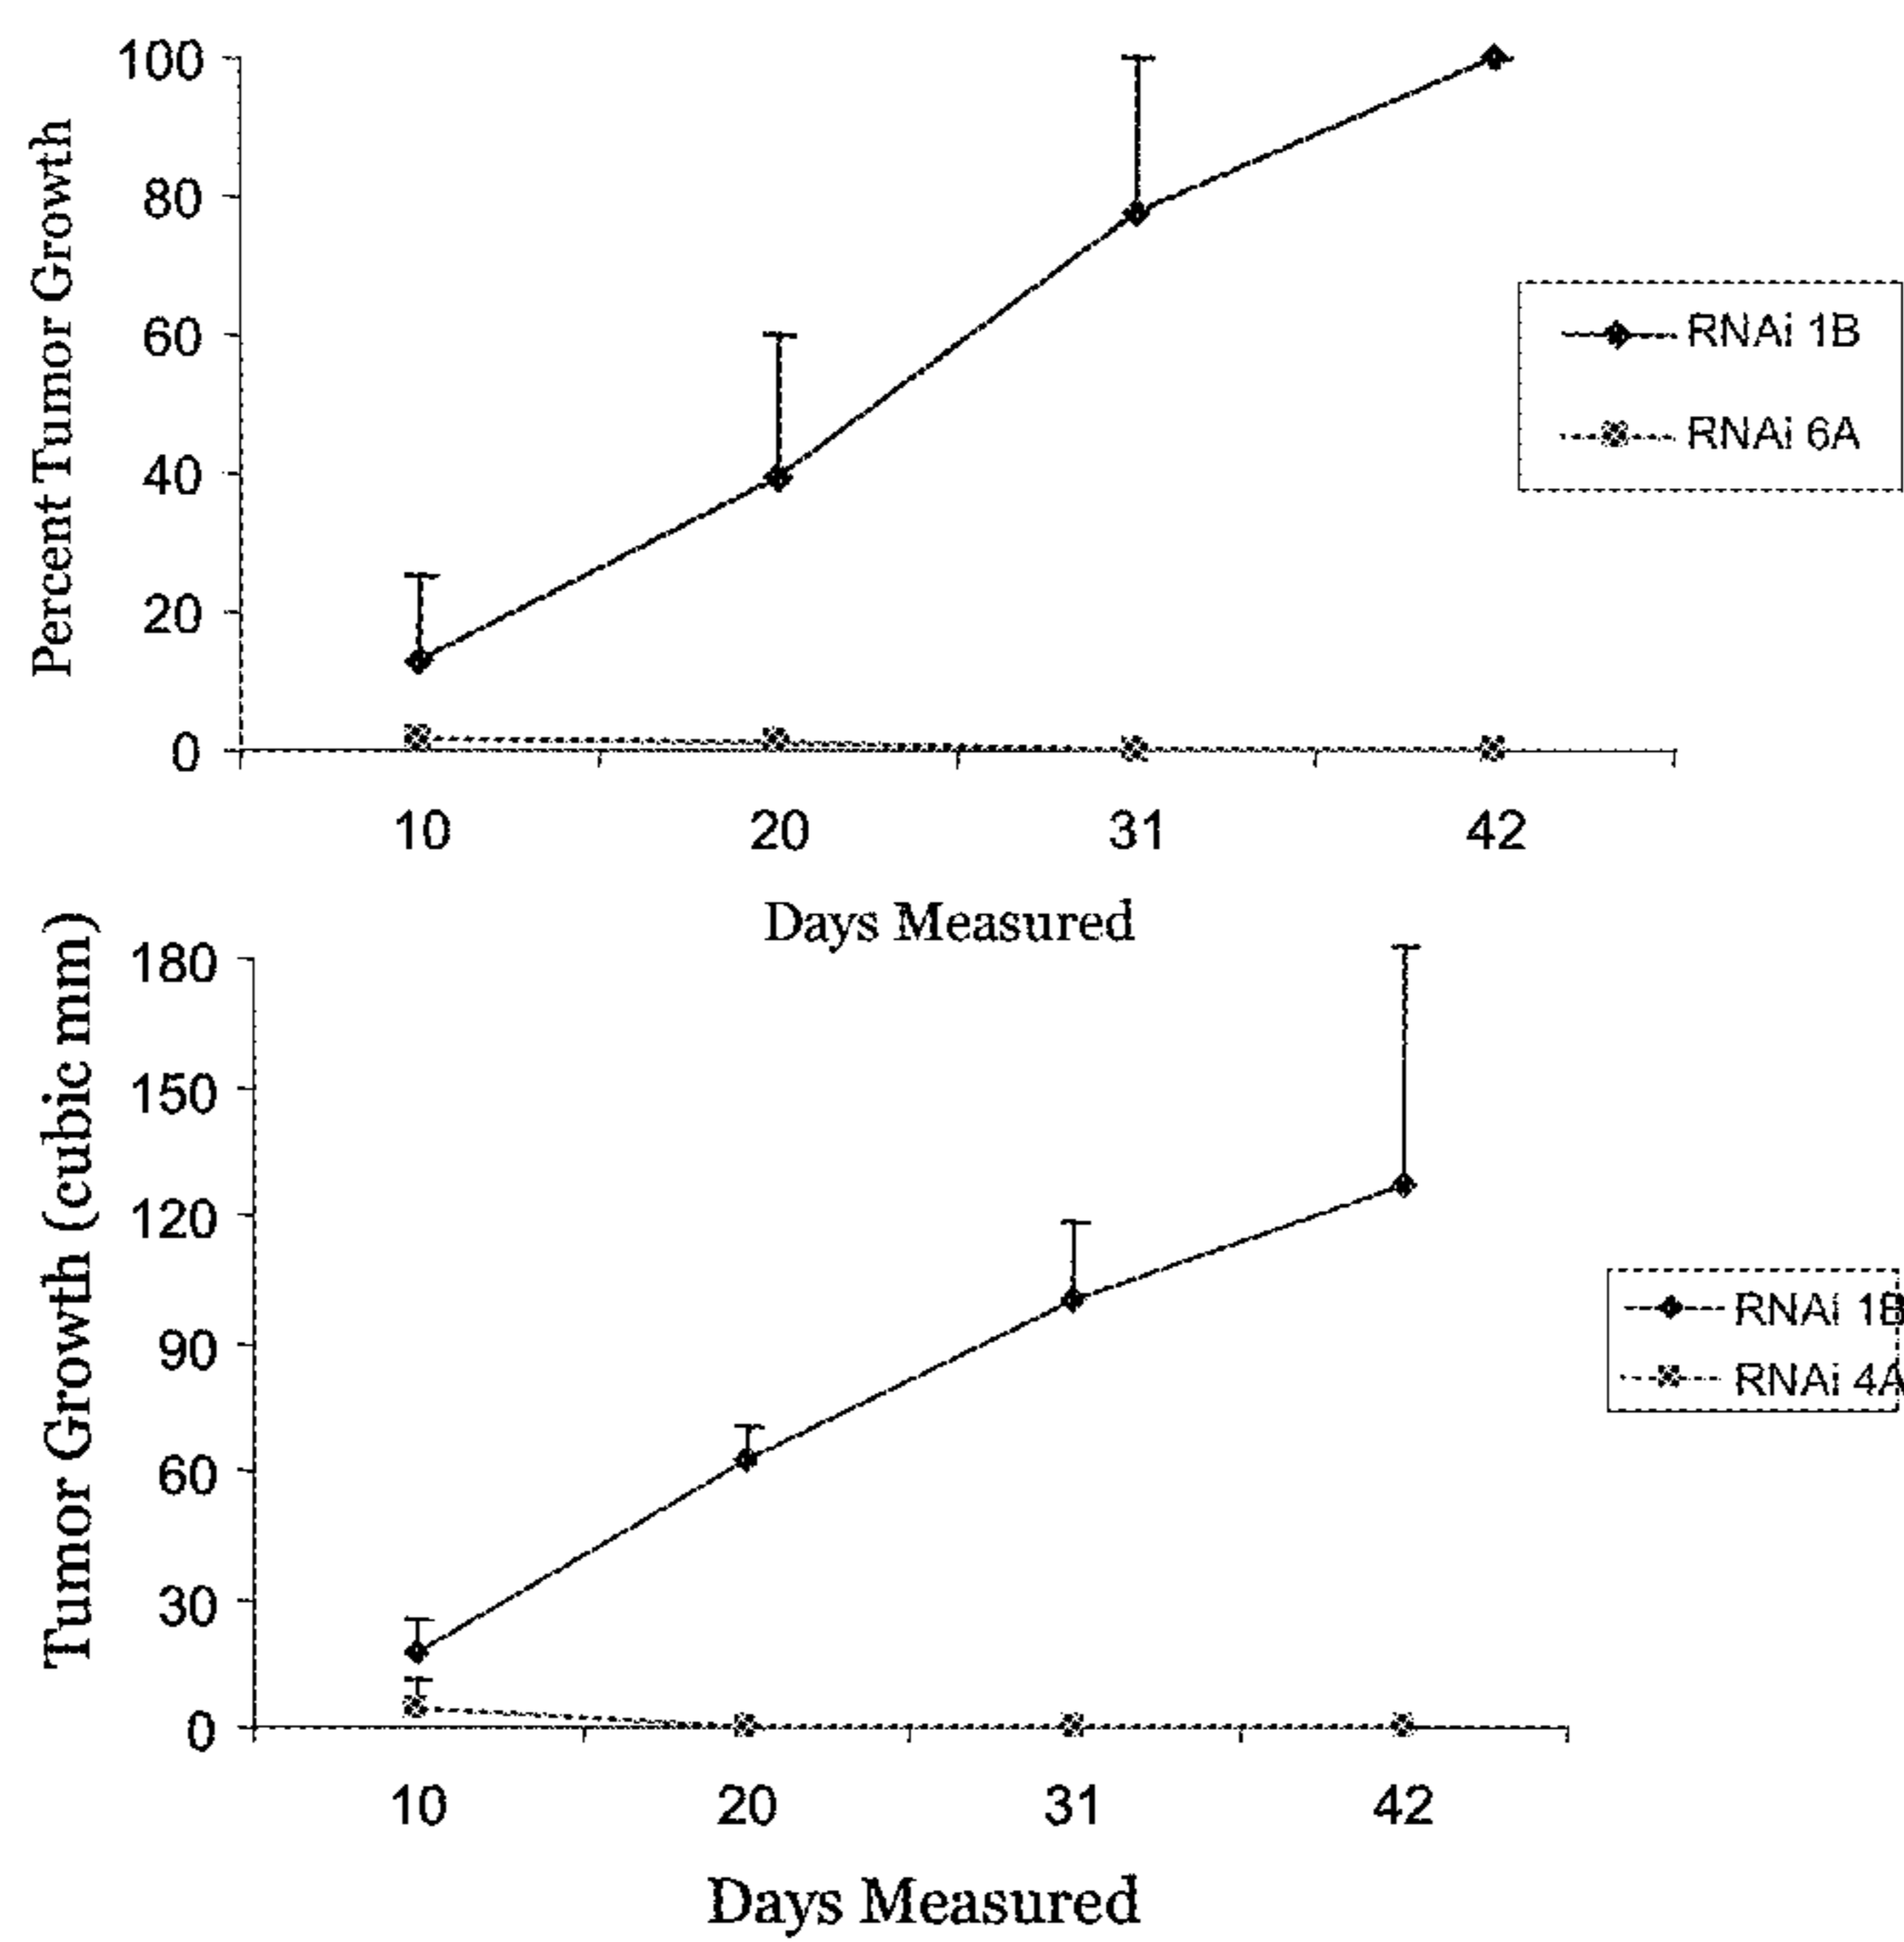 100
80
60
40
20
0
Percent Tumor Growth
10 20 31 42
Days Measured
RNAi 1B
RNAi 6A
180
150
120
90
60
30
0
Tumor Growth (cubic mm)
10 20 31 42
Days Measured
RNAi 1B
RNAi 4A